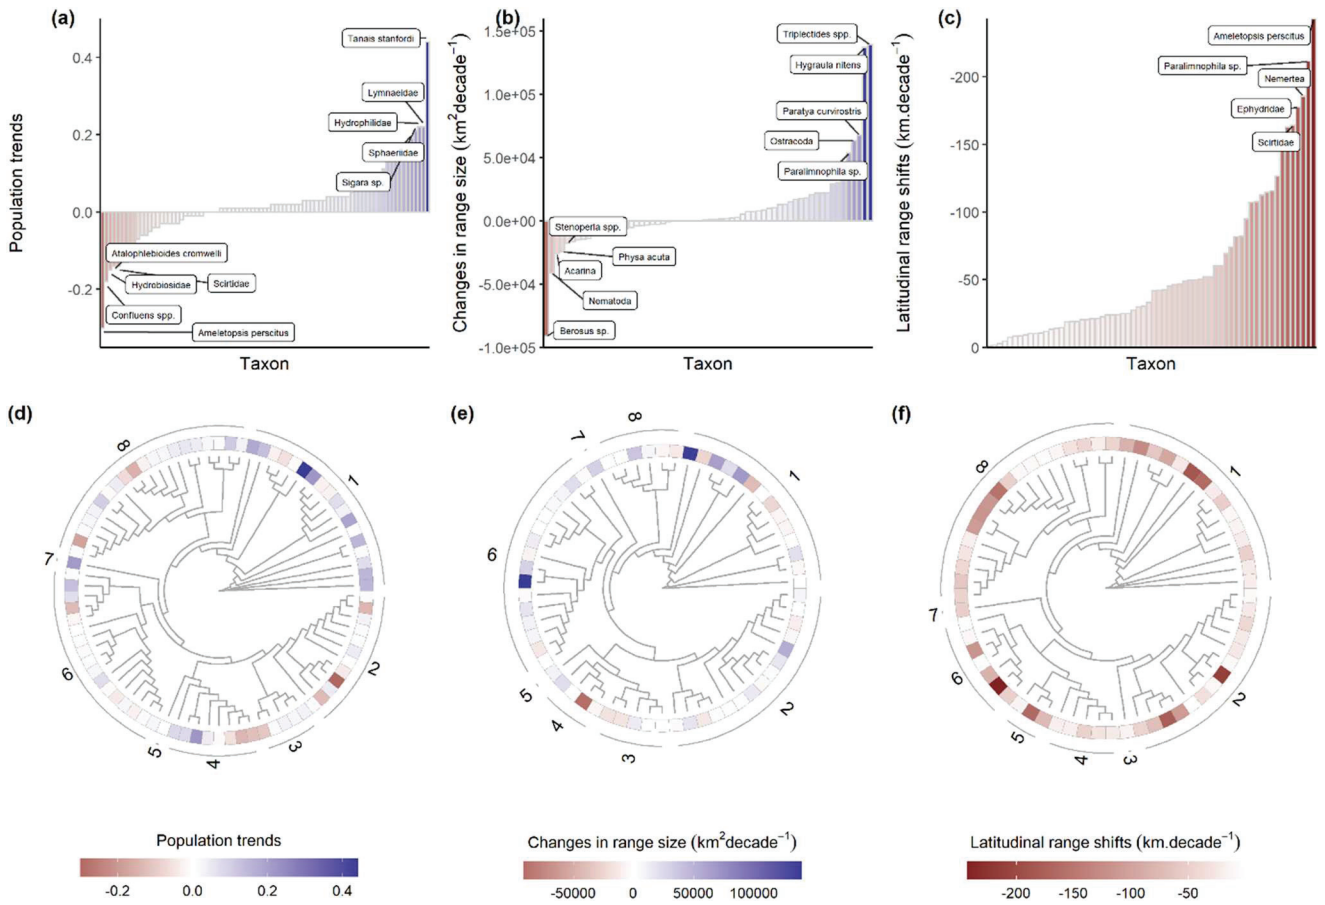 (a)
Population trends
0.4
0.2
0.0
-0.2
Tanais stanfordi
Lymnaeidae
Hydrophilidae
Sphaeriidae
Sigara sp.
Atalophlebioides cromwelli
Hydrobiosidae
Scirtidae
Confluens spp.
Ameletopsis perscitus
Taxon
(b)
Changes in range size (km²decade⁻¹)
1.5e+05
1.0e+05
5.0e+04
0.0e+00
-5.0e+04
-1.0e+05
Triplectides spp.
Hygraula nitens
Paratya curvirostris
Ostracoda
Paralimnophila sp.
Stenoperla spp.
Physa acuta
Acarina
Nematoda
Berosus sp.
Taxon
(c)
Latitudinal range shifts (km.decade⁻¹)
-200
-150
-100
-50
0
Ameletopsis perscitus
Paralimnophila sp.
Nemertea
Ephydridae
Scirtidae
Taxon
(d)
1
2
3
4
5
6
7
8
(e)
1
2
3
4
5
6
7
8
(f)
1
2
3
4
5
6
7
8
Population trends
-0.2 0.0 0.2 0.4
Changes in range size (km²decade⁻¹)
-50000 0 50000 100000
Latitudinal range shifts (km.decade⁻¹)
-200 -150 -100 -50